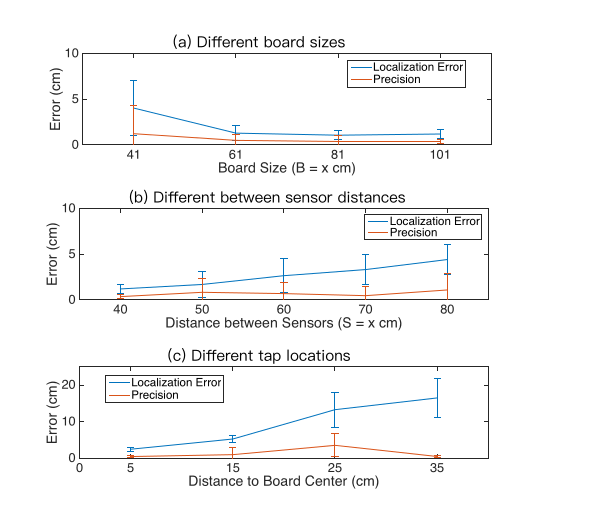 (a) Different board sizes
10
5
0
Error (cm)
Localization Error
Precision
41 61 81 101
Board Size (B = x cm)
(b) Different between sensor distances
10
5
0
Error (cm)
Localization Error
Precision
40 50 60 70 80
Distance between Sensors (S = x cm)
(c) Different tap locations
20
10
0
Error (cm)
Localization Error
Precision
0 5 15 25 35
Distance to Board Center (cm)